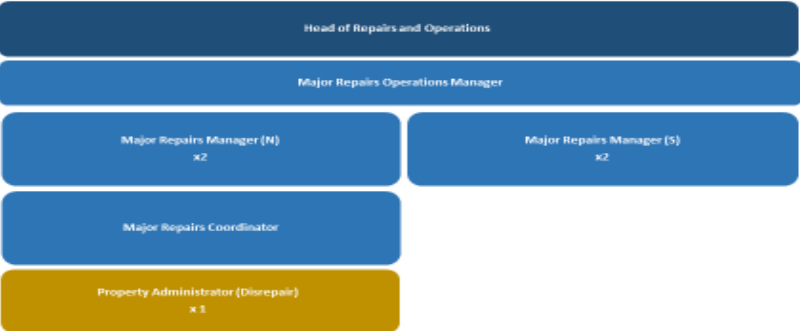 Head of Repairs and Operations
Major Repairs Operations Manager
Major Repairs Manager (N)
x2
Major Repairs Manager (S)
x2
Major Repairs Coordinator
Property Administrator (Disrepair)
x 1